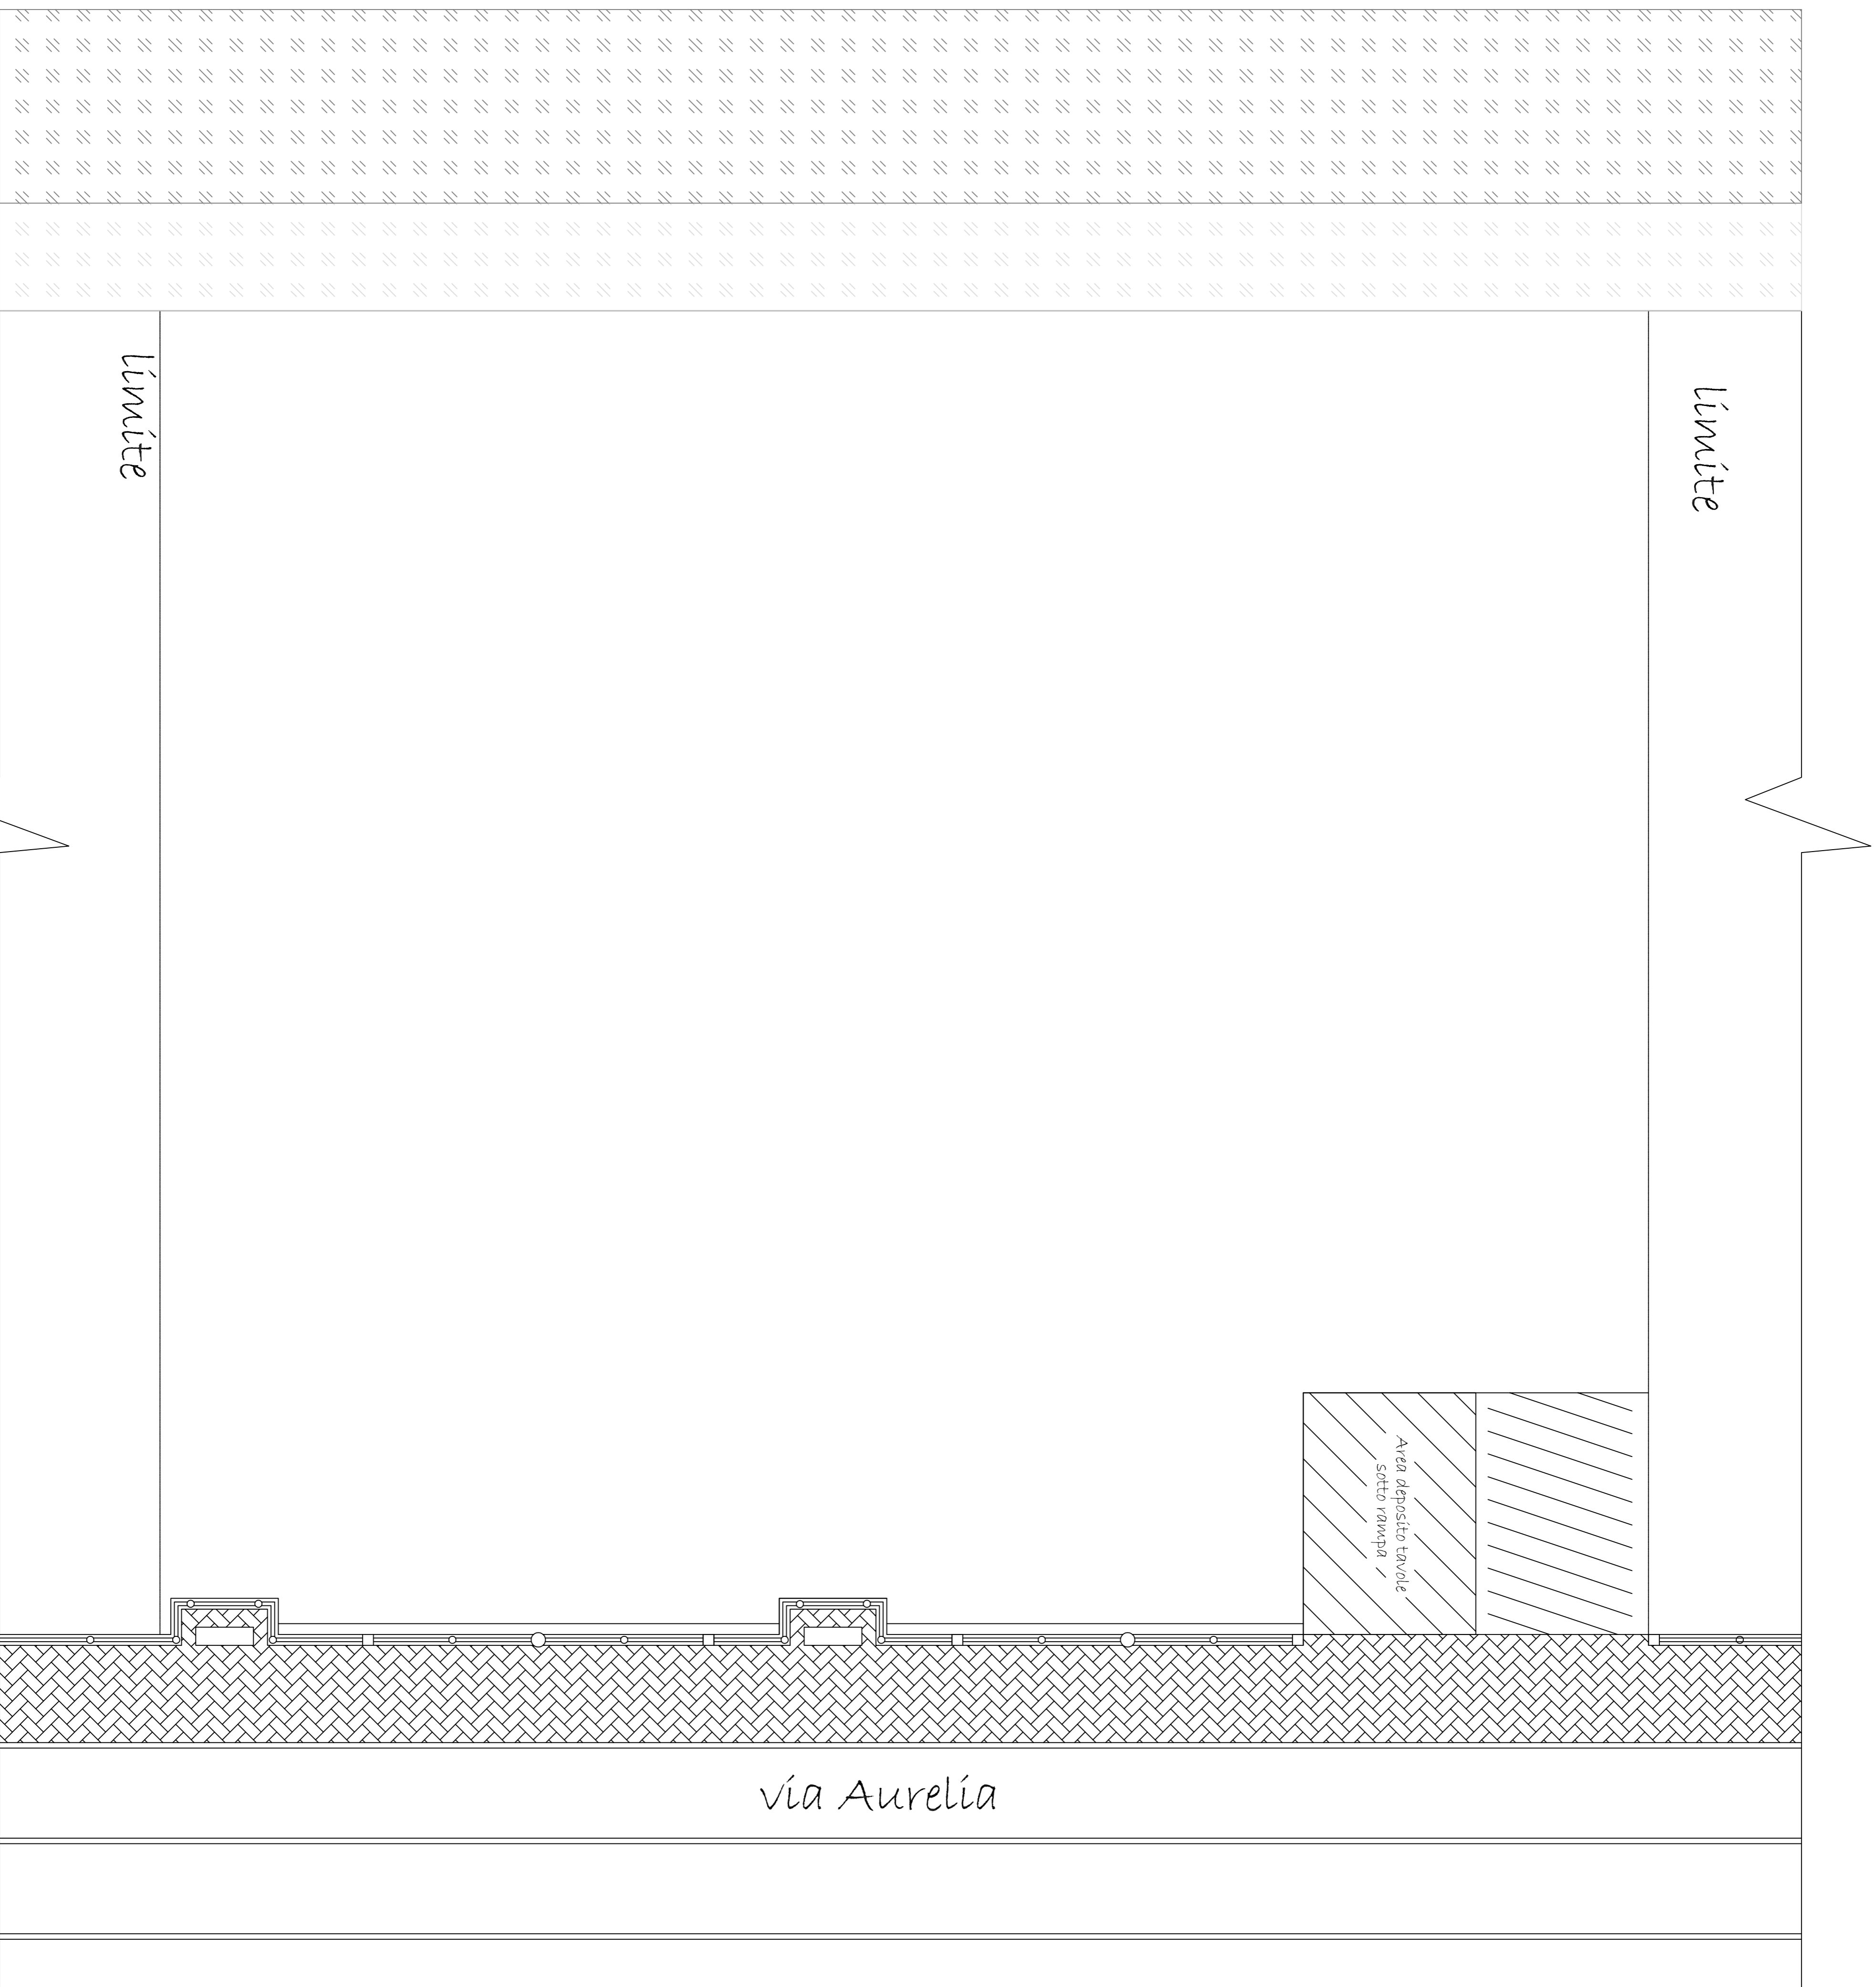 limite
limite
Area deposito tavole
sotto rampa
via Aurelia